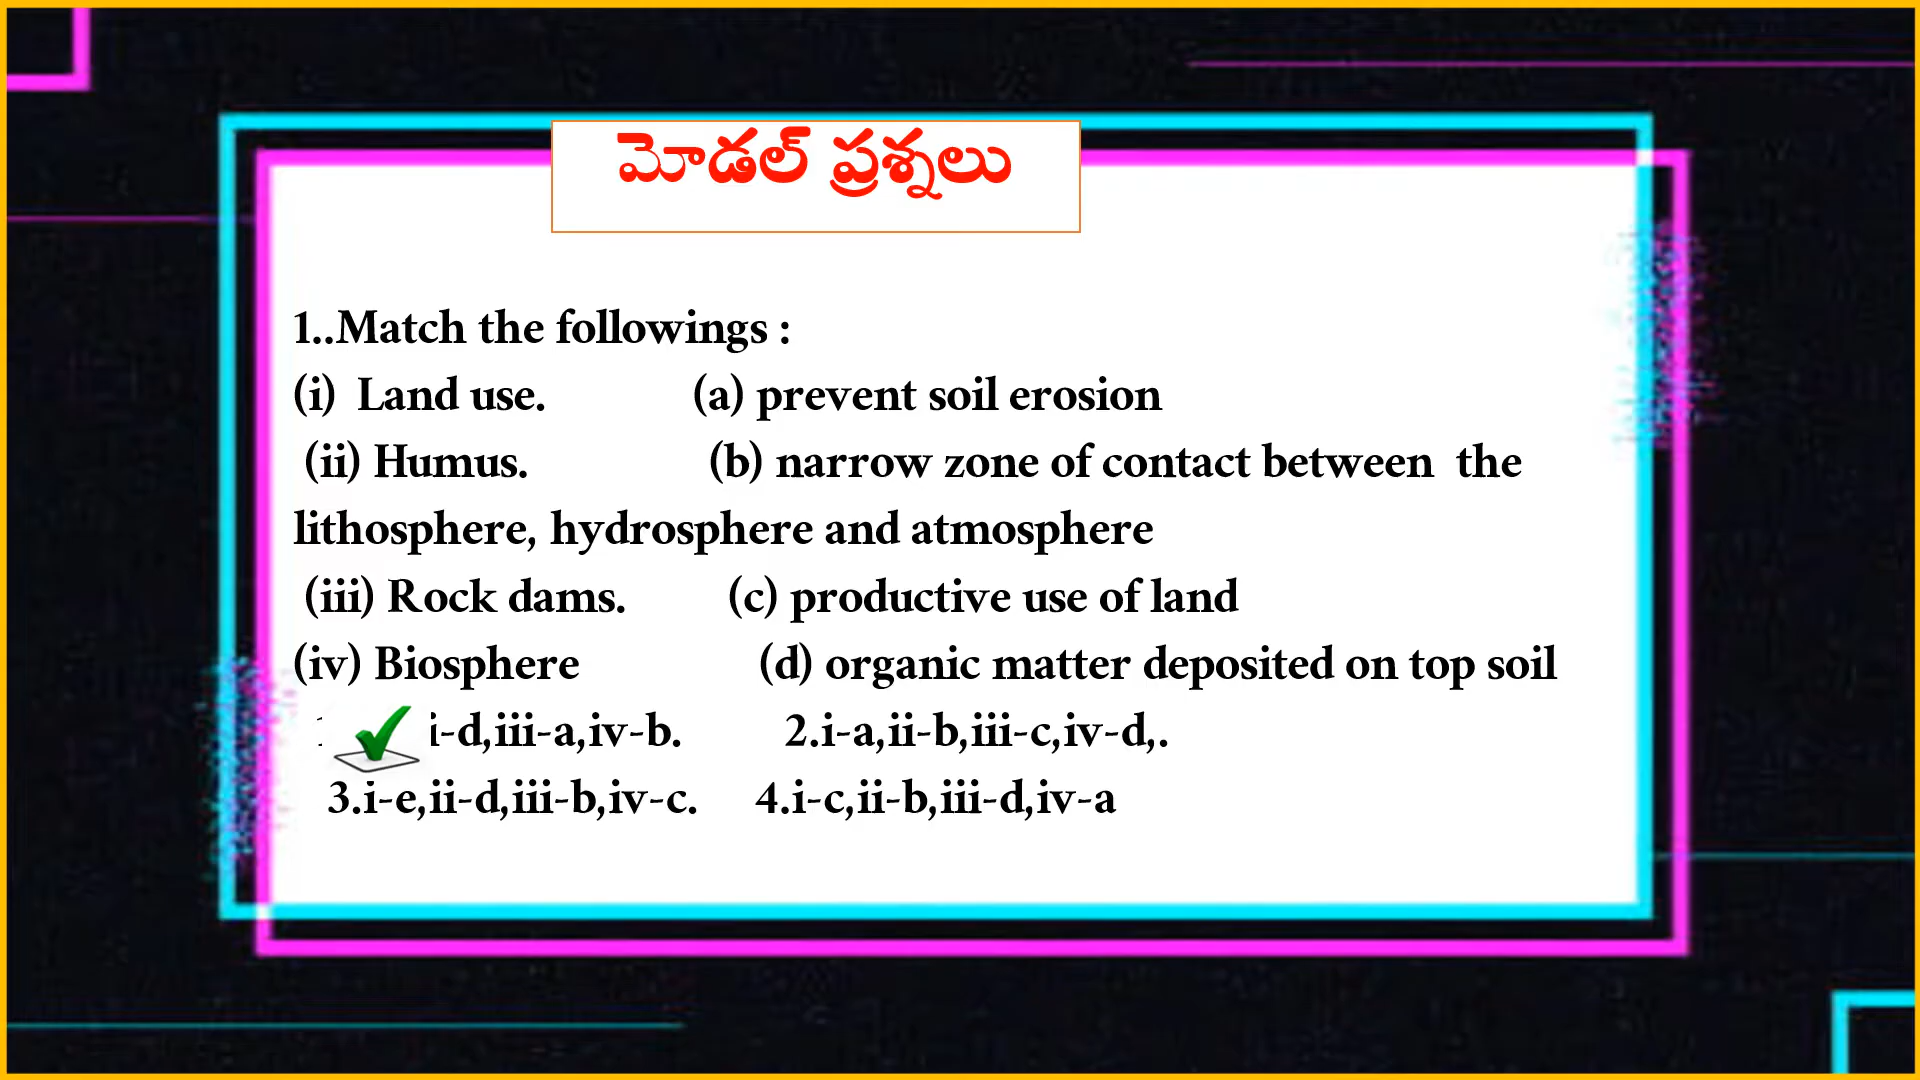 మోడల్ ప్రశ్నలు
1..Match the followings :
(i) Land use. (a) prevent soil erosion
(ii) Humus. (b) narrow zone of contact between the
lithosphere, hydrosphere and atmosphere
(iii) Rock dams. (c) productive use of land
(iv) Biosphere (d) organic matter deposited on top soil
i-d,iii-a,iv-b. 2.i-a,ii-b,iii-c,iv-d,.
3.i-e,ii-d,iii-b,iv-c. 4.i-c,ii-b,iii-d,iv-a